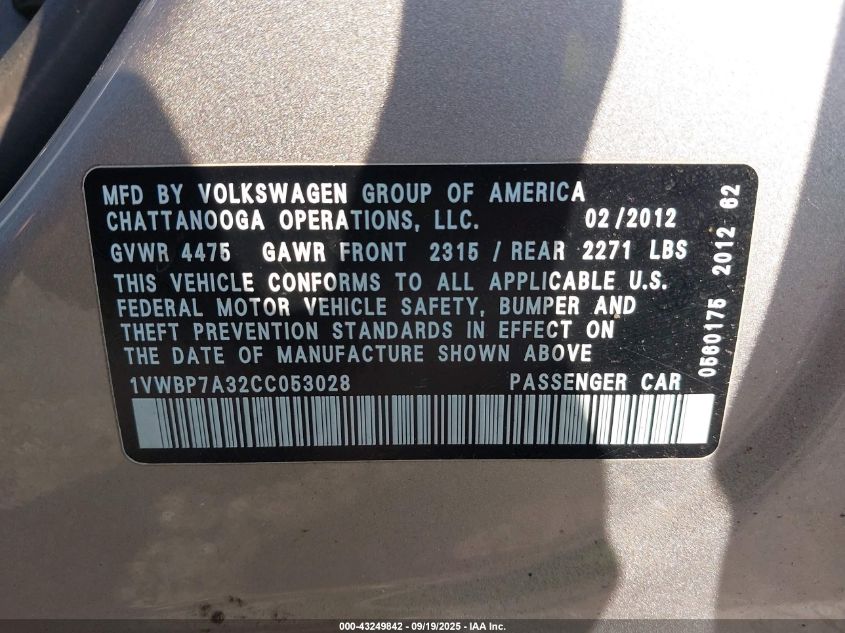 MFD BY VOLKSWAGEN GROUP OF AMERICA
CHATTANOOGA OPERATIONS, LLC. 02/2012
GVWR 4475 GAWR FRONT 2315 / REAR 2271 LBS
THIS VEHICLE CONFORMS TO ALL APPLICABLE U.S.
FEDERAL MOTOR VEHICLE SAFETY, BUMPER AND
THEFT PREVENTION STANDARDS IN EFFECT ON
THE DATE OF MANUFACTURE SHOWN ABOVE
1VWBP7A32CC053028 PASSENGER CAR
0560175 2012 62
000-43249842 - 09/19/2025 - IAA Inc.